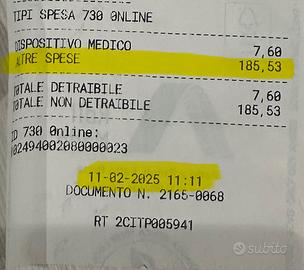 TIPI SPESA 730 ONLINE
DISPOSITIVO MEDICO 7,60
ALTRE SPESE 185,53
TOTALE DETRAIBILE 7,60
TOTALE NON DETRAIBILE 185,53
ID 730 Online:
02494002080000023
11-02-2025 11:11
DOCUMENTO N. 2165-0068
RT 2CITP005941
subito